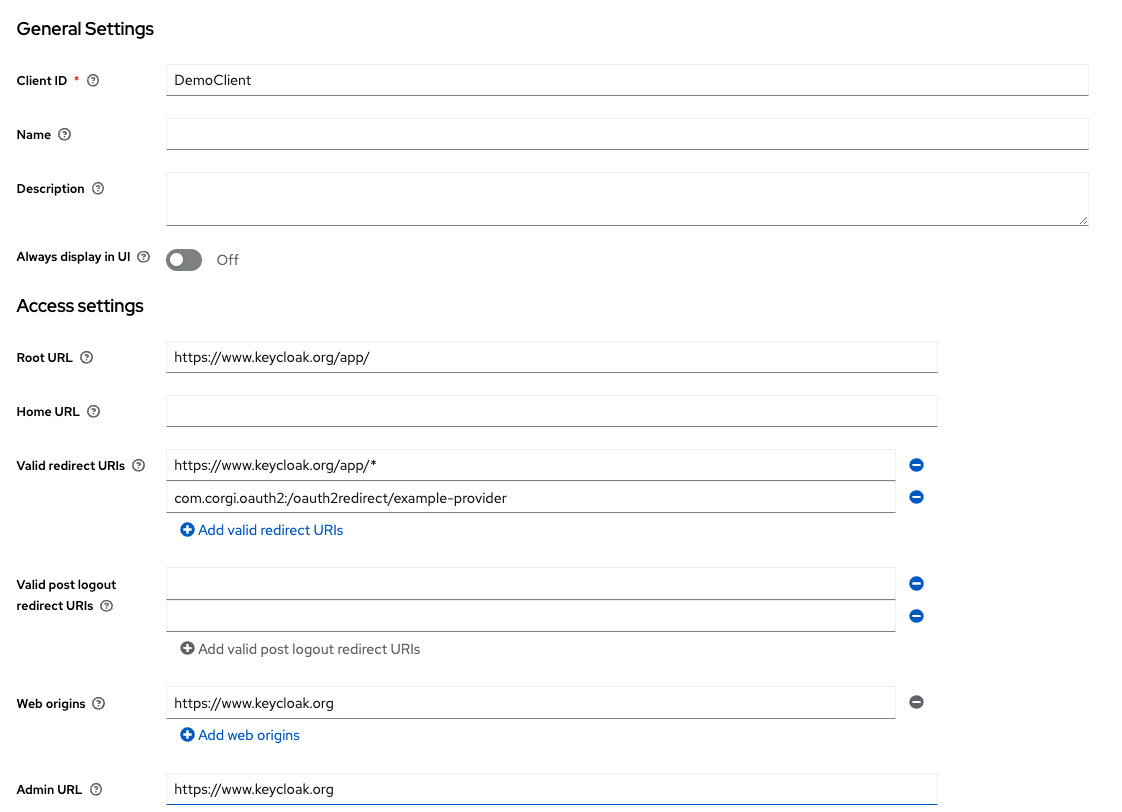 General Settings
Client ID *
DemoClient
Name
Description
Always display in UI
Off
Access settings
Root URL
https://www.keycloak.org/app/
Home URL
Valid redirect URIs
https://www.keycloak.org/app/*
com.corgi.oauth2:/oauth2redirect/example-provider
Add valid redirect URIs
Valid post logout
redirect URIs
Add valid post logout redirect URIs
Web origins
https://www.keycloak.org
Add web origins
Admin URL
https://www.keycloak.org